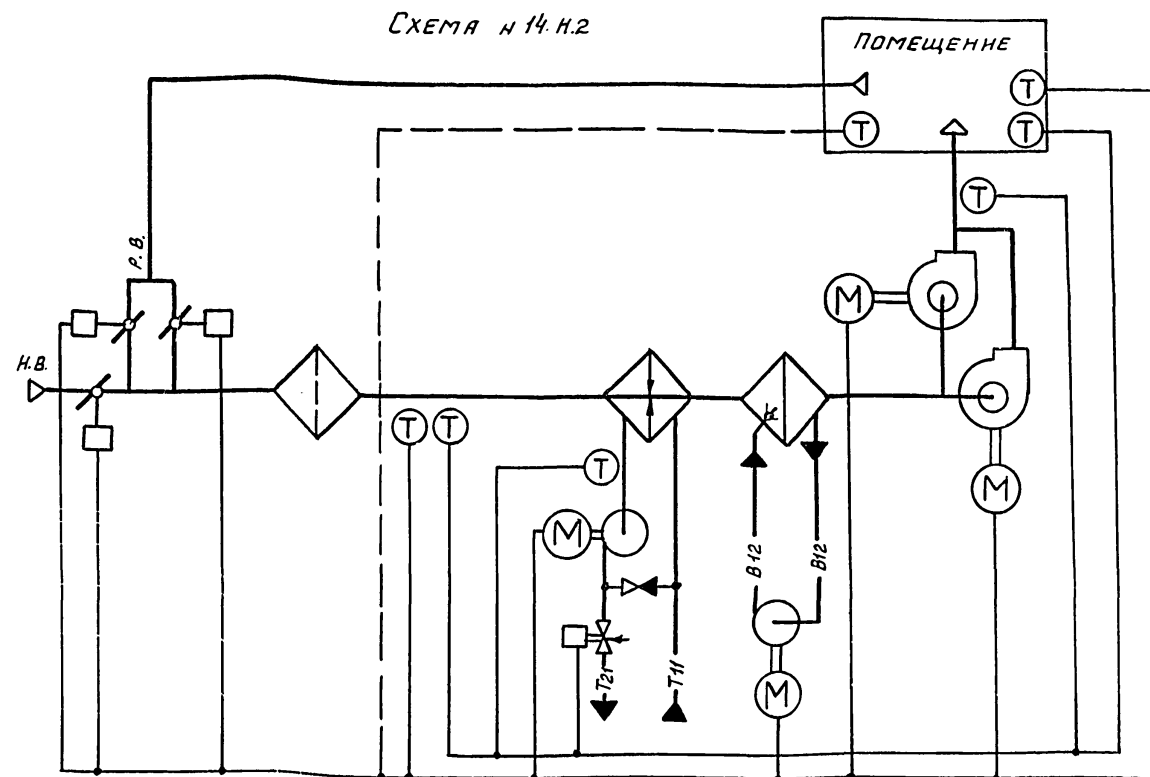 Схема н 14.Н.2
ПОМЕЩЕНИЕ
Т
Т
Т
Т
Р.В.
М
Н.В.
Т
Т
Т
М
М
В12
В12
Т21
Т11
М